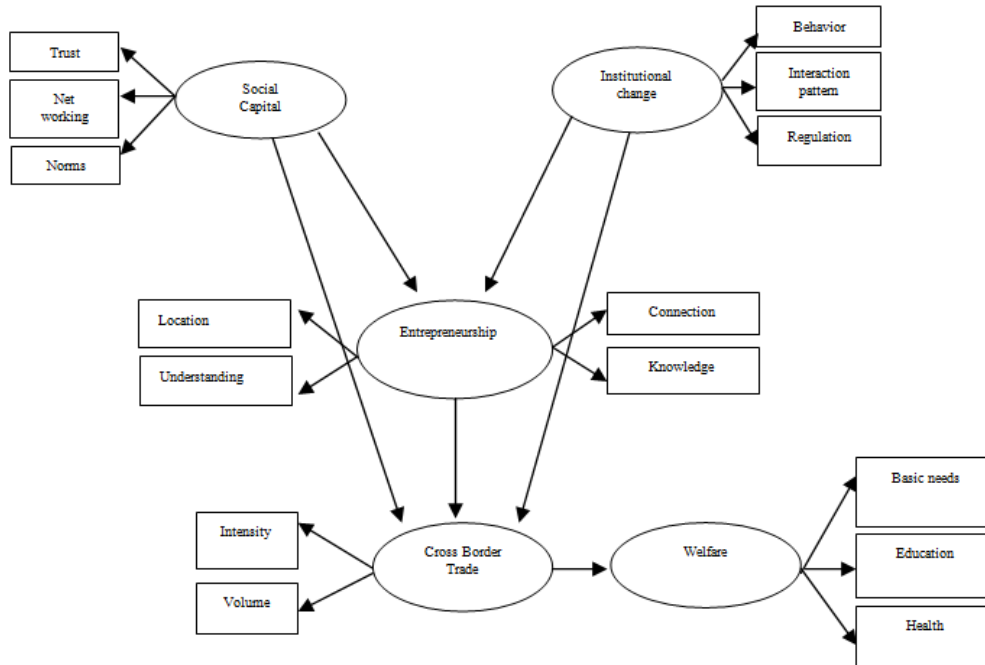 Behavior
Trust
Social
Capital
Institutional
change
Interaction
pattern
Net
working
Regulation
Norms
Location
Connection
Entrepreneurship
Understanding
Knowledge
Basic needs
Intensity
Cross Border
Trade
Welfare
Education
Volume
Health